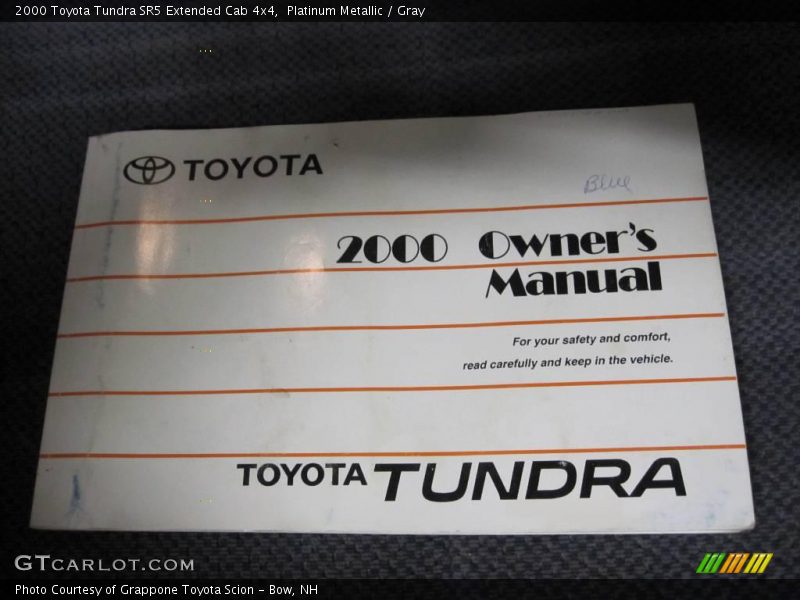 2000 Toyota Tundra SR5 Extended Cab 4x4,  Platinum Metallic / Gray
TOYOTA
Blue
2000 Owner's
Manual
For your safety and comfort,
read carefully and keep in the vehicle.
TOYOTA TUNDRA
GTCARLOT.COM
Photo Courtesy of Grappone Toyota Scion - Bow, NH